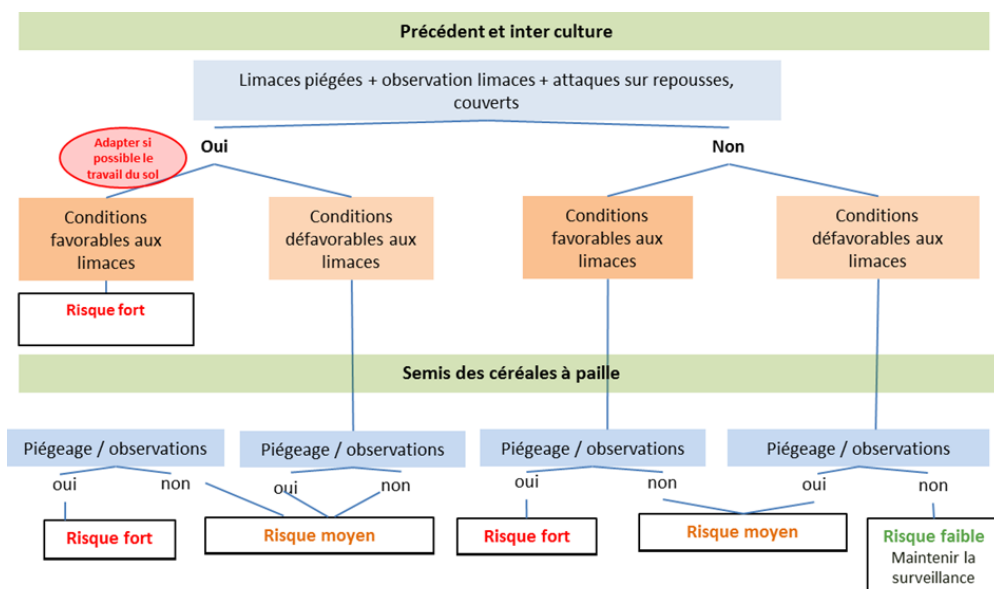 Précédent et inter culture
Limaces piégées + observation limaces + attaques sur repousses,
couverts
Adapter si
possible le
travail du sol
Oui
Non
Conditions
favorables aux
limaces
Conditions
défavorables aux
limaces
Conditions
favorables aux
limaces
Conditions
défavorables aux
limaces
Risque fort
Semis des céréales à paille
Piégeage / observations
Piégeage / observations
Piégeage / observations
Piégeage / observations
oui
non
oui
non
oui
non
oui
non
Risque fort
Risque moyen
Risque fort
Risque moyen
Risque faible
Maintenir la
surveillance